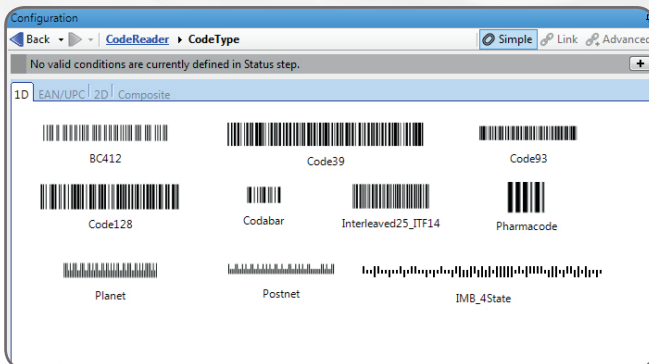 Configuration
Back CodeReader CodeType Simple Link Advanced
No valid conditions are currently defined in Status step.
1D EAN/UPC 2D Composite
BC412 Code39 Code93
Code128 Codabar Interleaved25_ITF14 Pharmacode
Planet Postnet IMB_4State